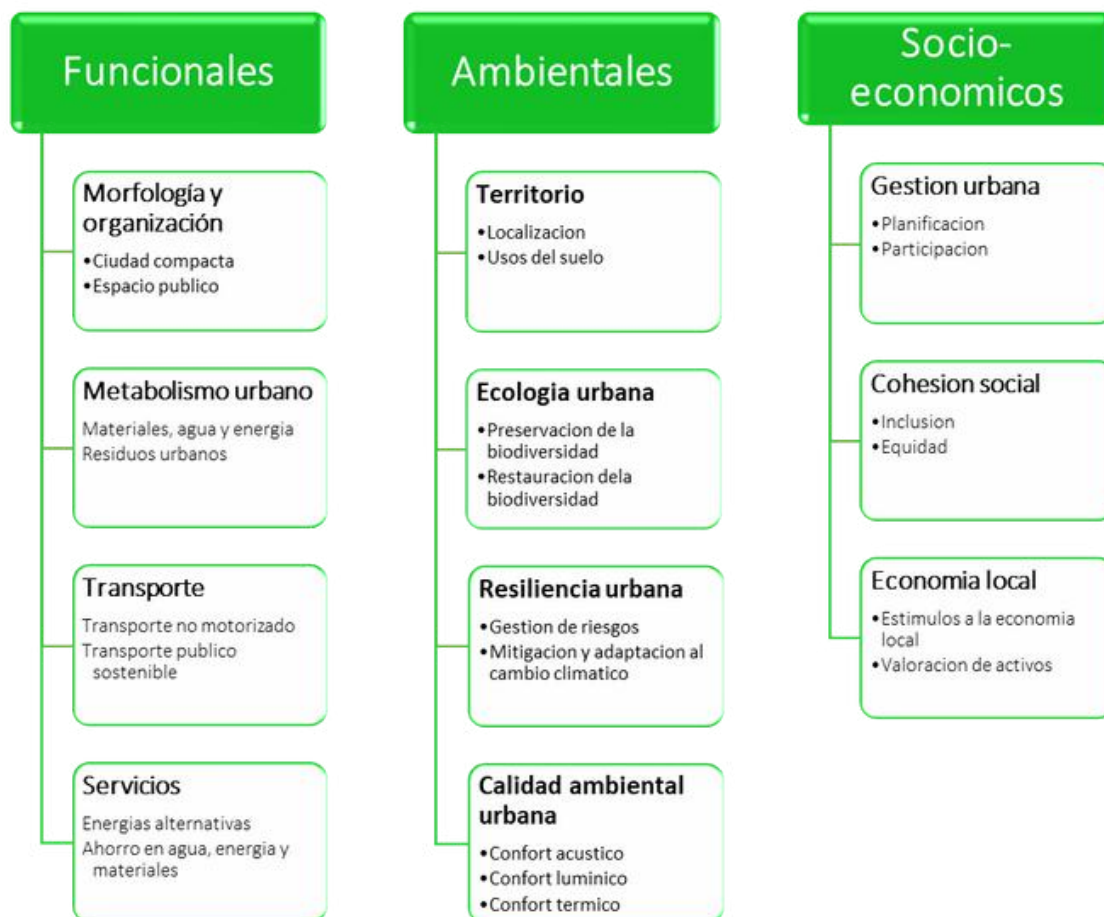 Funcionales
Morfología y
organización
•Ciudad compacta
•Espacio publico
Metabolismo urbano
Materiales, agua y energia
Residuos urbanos
Transporte
Transporte no motorizado
Transporte publico
sostenible
Servicios
Energias alternativas
Ahorro en agua, energia y
materiales
Ambientales
Territorio
•Localizacion
•Usos del suelo
Ecologia urbana
•Preservacion de la
biodiversidad
•Restauracion dela
biodiversidad
Resiliencia urbana
•Gestion de riesgos
•Mitigacion y adaptacion al
cambio climatico
Calidad ambiental
urbana
•Confort acustico
•Confort luminico
•Confort termico
Socio-
economicos
Gestion urbana
•Planificacion
•Participacion
Cohesion social
•Inclusion
•Equidad
Economia local
•Estimulos a la economia
local
•Valoracion de activos